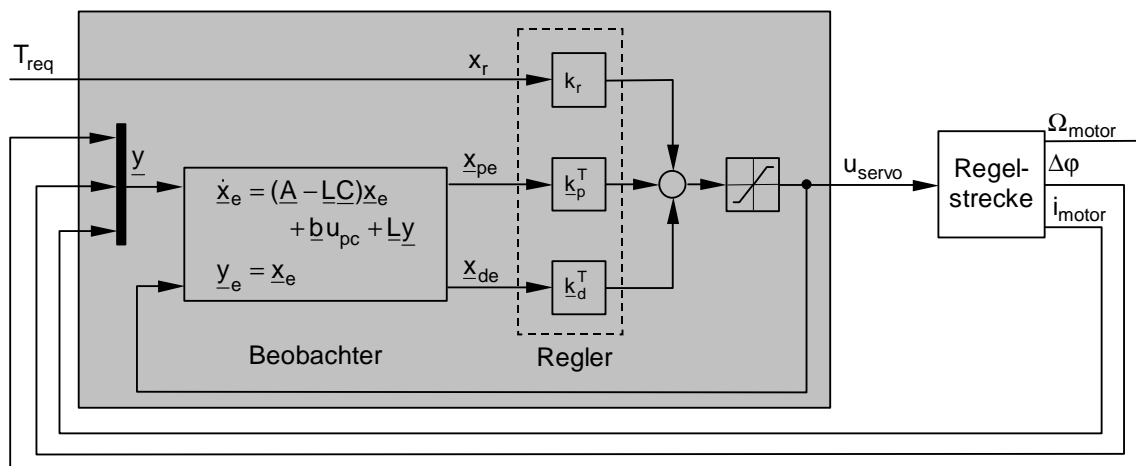 T_req
x_r
k_r
y
ẋ_e = (A - LC)x_e
+ bu_pc + Ly
y_e = x_e
x_pe
k_p^T
x_de
k_d^T
Beobachter
Regler
u_servo
Regel-
strecke
Ω_motor
Δφ
i_motor